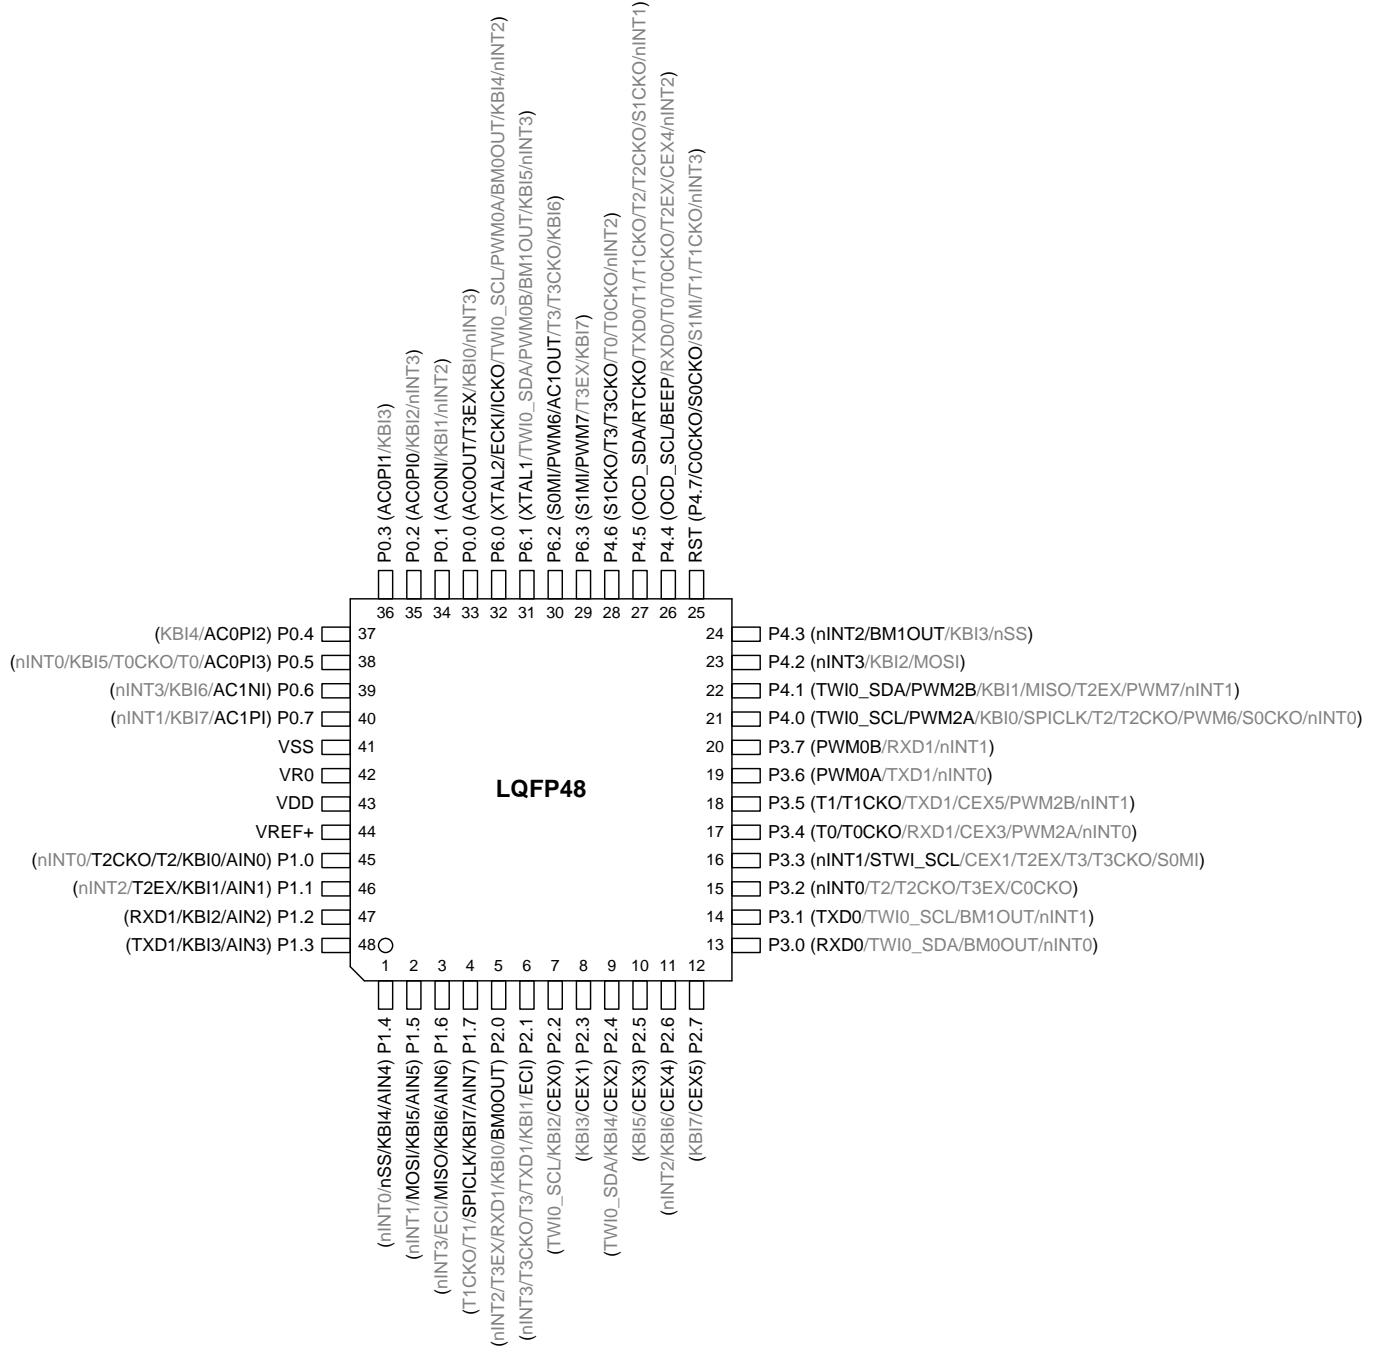 P0.3 (AC0PI1/KBI3)
P0.2 (AC0PI0/KBI2/nINT3)
P0.1 (AC0NI/KBI1/nINT2)
P0.0 (AC0OUT/T3EX/KBI0/nINT3)
P6.0 (XTAL2/ECKI/ICKO/TWI0_SCL/PWM0A/BM0OUT/KBI4/nINT2)
P6.1 (XTAL1/TWI0_SDA/PWM0B/BM1OUT/KBI5/nINT3)
P6.2 (S0MI/PWM6/AC1OUT/T3/T3CKO/KBI6)
P6.3 (S1MI/PWM7/T3EX/KBI7)
P4.6 (S1CKO/T3/T3CKO/T0/T0CKO/nINT2)
P4.5 (OCD_SDA/RTCKO/TXD0/T1/T1CKO/T2/T2CKO/S1CKO/nINT1)
P4.4 (OCD_SCL/BEEP/RXD0/T0/T0CKO/T2EX/CEX4/nINT2)
RST (P4.7/C0CKO/S0CKO/S1MI/T1/T1CKO/nINT3)
36 35 34 33 32 31 30 29 28 27 26 25
(KBI4/AC0PI2) P0.4 37
(nINT0/KBI5/T0CKO/T0/AC0PI3) P0.5 38
(nINT3/KBI6/AC1NI) P0.6 39
(nINT1/KBI7/AC1PI) P0.7 40
VSS 41
VR0 42
VDD 43
VREF+ 44
(nINT0/T2CKO/T2/KBI0/AIN0) P1.0 45
(nINT2/T2EX/KBI1/AIN1) P1.1 46
(RXD1/KBI2/AIN2) P1.2 47
(TXD1/KBI3/AIN3) P1.3 48
LQFP48
24 P4.3 (nINT2/BM1OUT/KBI3/nSS)
23 P4.2 (nINT3/KBI2/MOSI)
22 P4.1 (TWI0_SDA/PWM2B/KBI1/MISO/T2EX/PWM7/nINT1)
21 P4.0 (TWI0_SCL/PWM2A/KBI0/SPICLK/T2/T2CKO/PWM6/S0CKO/nINT0)
20 P3.7 (PWM0B/RXD1/nINT1)
19 P3.6 (PWM0A/TXD1/nINT0)
18 P3.5 (T1/T1CKO/TXD1/CEX5/PWM2B/nINT1)
17 P3.4 (T0/T0CKO/RXD1/CEX3/PWM2A/nINT0)
16 P3.3 (nINT1/STWI_SCL/CEX1/T2EX/T3/T3CKO/S0MI)
15 P3.2 (nINT0/T2/T2CKO/T3EX/C0CKO)
14 P3.1 (TXD0/TWI0_SCL/BM1OUT/nINT1)
13 P3.0 (RXD0/TWI0_SDA/BM0OUT/nINT0)
1 2 3 4 5 6 7 8 9 10 11 12
(nINT0/nSS/KBI4/AIN4) P1.4
(nINT1/MOSI/KBI5/AIN5) P1.5
(nINT3/ECI/MISO/KBI6/AIN6) P1.6
(T1CKO/T1/SPICLK/KBI7/AIN7) P1.7
(nINT2/T3EX/RXD1/KBI0/BM0OUT) P2.0
(nINT3/T3CKO/T3/TXD1/KBI1/ECI) P2.1
(TWI0_SCL/KBI2/CEX0) P2.2
(KBI3/CEX1) P2.3
(TWI0_SDA/KBI4/CEX2) P2.4
(KBI5/CEX3) P2.5
(nINT2/KBI6/CEX4) P2.6
(KBI7/CEX5) P2.7